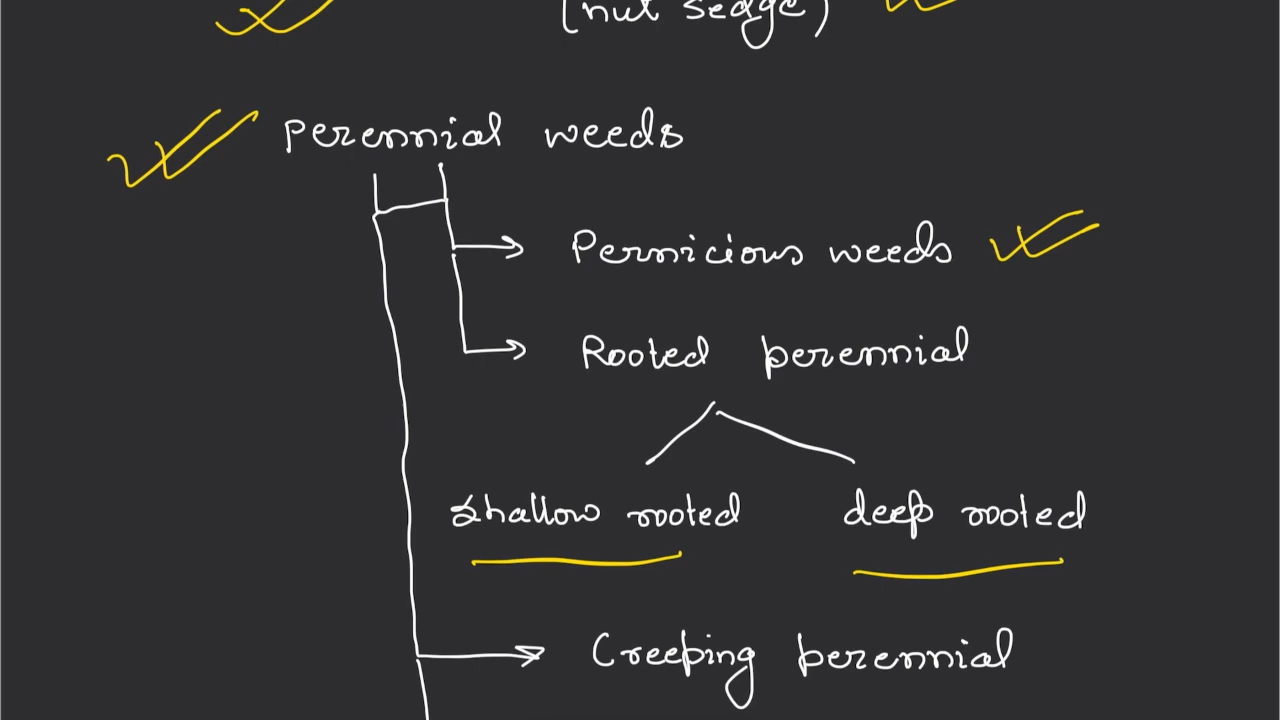 (nut sedge)
Perennial weeds
Pernicious weeds
Rooted perennial
shallow rooted deep rooted
Creeping perennial